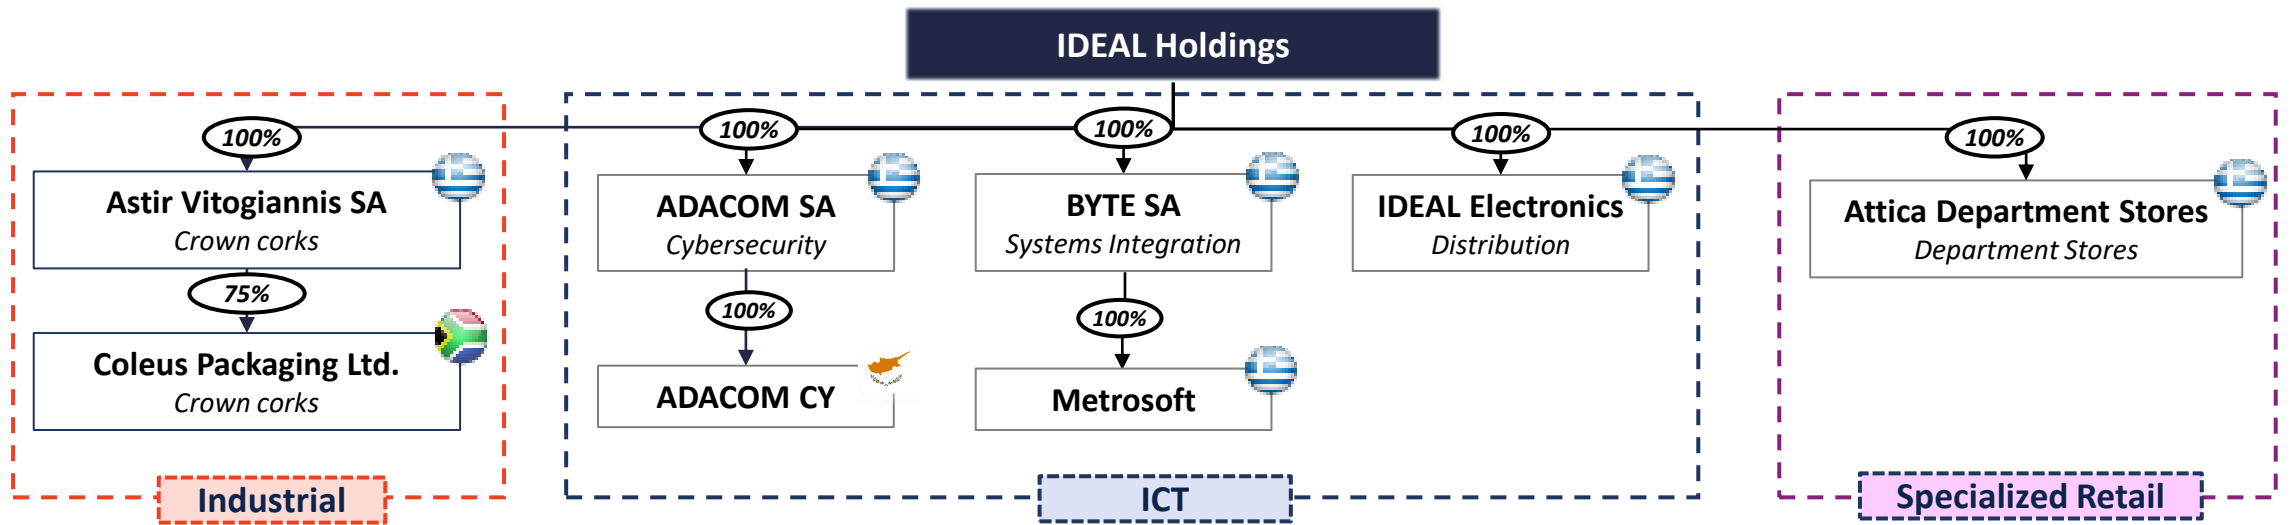 IDEAL Holdings
100%
100%
100%
100%
100%
Astir Vitogiannis SA
Crown corks
ADACOM SA
Cybersecurity
BYTE SA
Systems Integration
IDEAL Electronics
Distribution
Attica Department Stores
Department Stores
75%
100%
100%
Coleus Packaging Ltd.
Crown corks
ADACOM CY
Metrosoft
Industrial
ICT
Specialized Retail